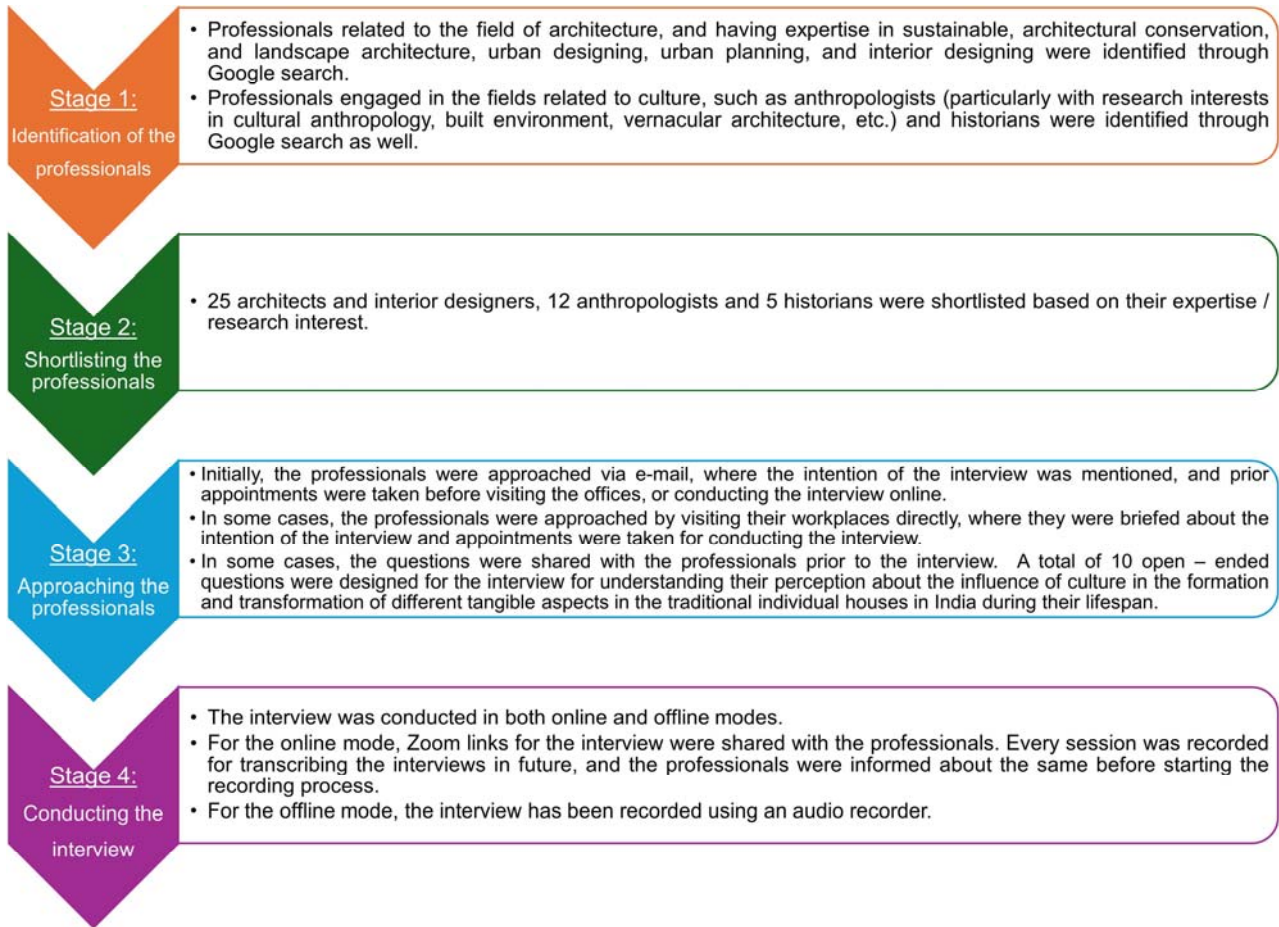 Stage 1:
Identification of the
professionals
• Professionals related to the field of architecture, and having expertise in sustainable, architectural conservation,
and landscape architecture, urban designing, urban planning, and interior designing were identified through
Google search.
• Professionals engaged in the fields related to culture, such as anthropologists (particularly with research interests
in cultural anthropology, built environment, vernacular architecture, etc.) and historians were identified through
Google search as well.
Stage 2:
Shortlisting the
professionals
• 25 architects and interior designers, 12 anthropologists and 5 historians were shortlisted based on their expertise /
research interest.
Stage 3:
Approaching the
professionals
• Initially, the professionals were approached via e-mail, where the intention of the interview was mentioned, and prior
appointments were taken before visiting the offices, or conducting the interview online.
• In some cases, the professionals were approached by visiting their workplaces directly, where they were briefed about the
intention of the interview and appointments were taken for conducting the interview.
• In some cases, the questions were shared with the professionals prior to the interview. A total of 10 open – ended
questions were designed for the interview for understanding their perception about the influence of culture in the formation
and transformation of different tangible aspects in the traditional individual houses in India during their lifespan.
Stage 4:
Conducting the
interview
• The interview was conducted in both online and offline modes.
• For the online mode, Zoom links for the interview were shared with the professionals. Every session was recorded
for transcribing the interviews in future, and the professionals were informed about the same before starting the
recording process.
• For the offline mode, the interview has been recorded using an audio recorder.